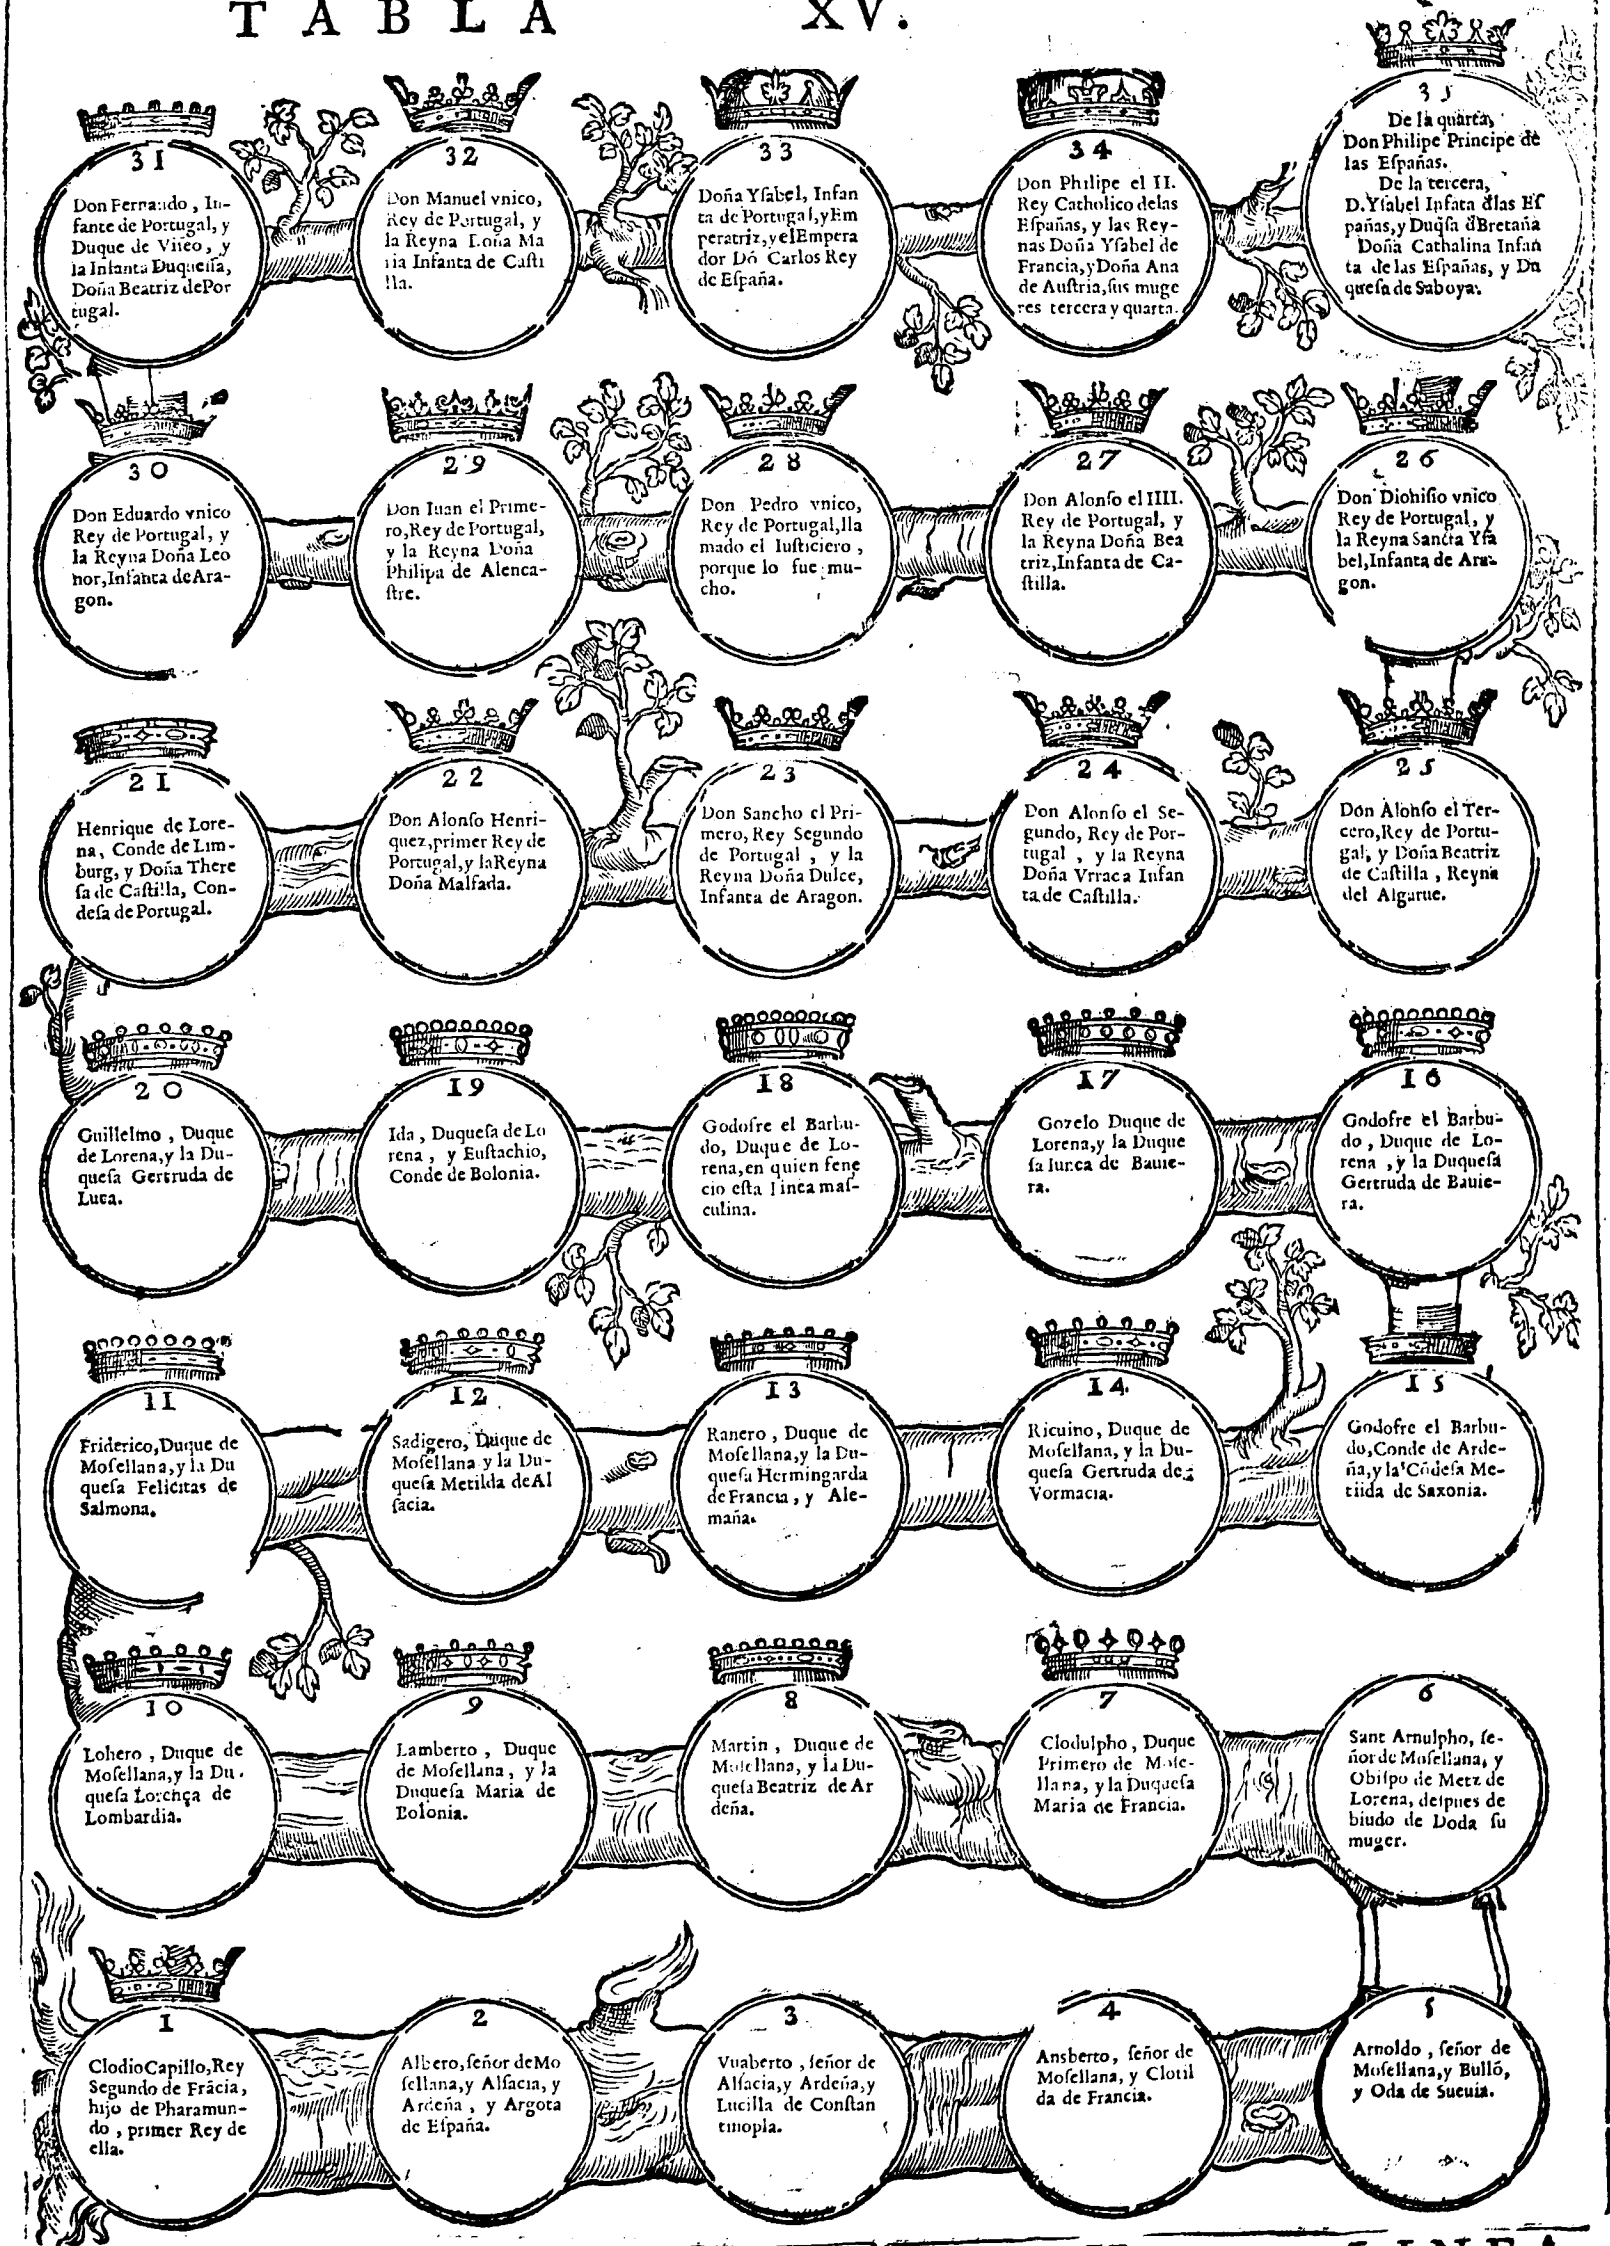 TABLA XV.
31
Don Fernando, In-
fante de Portugal, y
Duque de Viseo, y
la Infanta Duquessa,
Doña Beatriz de Por
tugal.
32
Don Manuel vnico,
Rey de Portugal, y
la Reyna Doña Ma
ria Infanta de Casti
lla.
33
Doña Ysabel, Infan
ta de Portugal, y Em
peratriz, y el Empera
dor Dō Carlos Rey
de España.
34
Don Philipe el II.
Rey Catholico delas
Españas, y las Rey-
nas Doña Ysabel de
Francia, y Doña Ana
de Austria, sus muge
res tercera y quarta.
35
De la quarta,
Don Philipe Principe de
las Españas.
De la tercera,
D. Ysabel Infāta d̄las Es
pañas, y Duq̄sa d̄Bretaña
Doña Cathalina Infan
ta de las Españas, y Du
quesa de Saboya.
30
Don Eduardo vnico
Rey de Portugal, y
la Reyna Doña Leo
nor, Infanta de Ara-
gon.
29
Don Iuan el Prime-
ro, Rey de Portugal,
y la Reyna Doña
Philipa de Alenca-
stre.
28
Don Pedro vnico,
Rey de Portugal, lla
mado el Iusticiero,
porque lo fue mu-
cho.
27
Don Alonso el IIII.
Rey de Portugal, y
la Reyna Doña Bea
triz, Infanta de Ca-
stilla.
26
Don Dionisio vnico
Rey de Portugal, y
la Reyna Sancta Ysa
bel, Infanta de Ara-
gon.
21
Henrique de Lore-
na, Conde de Lim-
burg, y Doña There
sa de Castilla, Con-
desa de Portugal.
22
Don Alonso Henri-
quez, primer Rey de
Portugal, y la Reyna
Doña Malfada.
23
Don Sancho el Pri-
mero, Rey Segundo
de Portugal, y la
Reyna Doña Dulce,
Infanta de Aragon.
24
Don Alonso el Se-
gundo, Rey de Por-
tugal, y la Reyna
Doña Vrraca Infan
ta de Castilla.
25
Don Alonso el Ter-
cero, Rey de Portu-
gal, y Doña Beatriz
de Castilla, Reyna
del Algarue.
20
Guillelmo, Duque
de Lorena, y la Du-
quesa Gertruda de
Luca.
19
Ida, Duquesa de Lo
rena, y Eustachio,
Conde de Bolonia.
18
Godofre el Barbu-
do, Duque de Lo-
rena, en quien fene
cio esta linea mas-
culina.
17
Gozelo Duque de
Lorena, y la Duque
sa Iunca de Bauie-
ra.
16
Godofre el Barbu-
do, Duque de Lo-
rena, y la Duquesa
Gertruda de Bauie-
ra.
11
Friderico, Duque de
Mosellana, y la Du
quesa Felicitas de
Salmona.
12
Sadigero, Duque de
Mosellana y la Du-
quesa Metilda de Al
sacia.
13
Ranero, Duque de
Mosellana, y la Du-
quesa Hermingarda
de Francia, y Ale-
maña.
14
Ricuino, Duque de
Mosellana, y la Du-
quesa Gertruda de
Vormacia.
15
Godofre el Barbu-
do, Conde de Arde-
ña, y la Cōdesa Me-
tilda de Saxonia.
10
Lohero, Duque de
Mosellana, y la Du-
quesa Lorença de
Lombardia.
9
Lamberto, Duque
de Mosellana, y la
Duquesa Maria de
Bolonia.
8
Martin, Duque de
Mosellana, y la Du-
quesa Beatriz de Ar
deña.
7
Clodulpho, Duque
Primero de Mose-
llana, y la Duquesa
Maria de Francia.
6
Sant Arnulpho, se-
ñor de Mosellana, y
Obispo de Metz de
Lorena, despues de
biudo de Doda su
muger.
1
Clodio Capillo, Rey
Segundo de Frācia,
hijo de Pharamun-
do, primer Rey de
ella.
2
Albero, señor de Mo
sellana, y Alsacia, y
Ardeña, y Argota
de España.
3
Vuaberto, señor de
Alsacia, y Ardeña, y
Lucilla de Constan
tinopla.
4
Ansberto, señor de
Mosellana, y Clotil
da de Francia.
5
Arnoldo, señor de
Mosellana, y Bullō,
y Oda de Sueuia.
LINEA